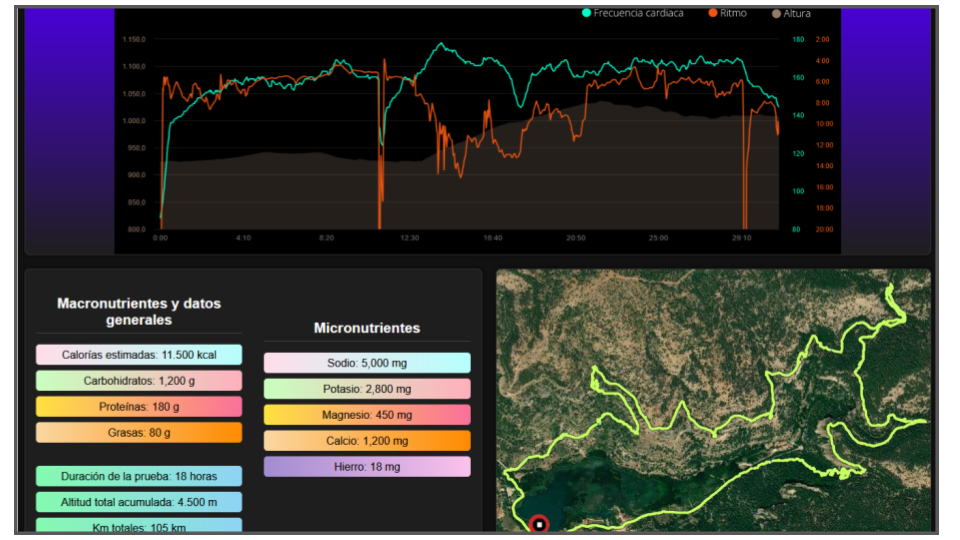 Frecuencia cardiaca Ritmo Altura
1.150,0 180 2:00
1.100,0 160 4:00
6:00
1.050,0 8:00
1.000,0 140 10:00
950,0 120 12:00
14:00
900,0 100 16:00
850,0 18:00
800,0 80 20:00
0:00 4:10 8:20 12:30 16:40 20:50 25:00 29:10
Macronutrientes y datos
generales
Calorías estimadas: 11.500 kcal
Carbohidratos: 1,200 g
Proteínas: 180 g
Grasas: 80 g
Duración de la prueba: 18 horas
Altitud total acumulada: 4.500 m
Km totales: 105 km
Micronutrientes
Sodio: 5,000 mg
Potasio: 2,800 mg
Magnesio: 450 mg
Calcio: 1,200 mg
Hierro: 18 mg